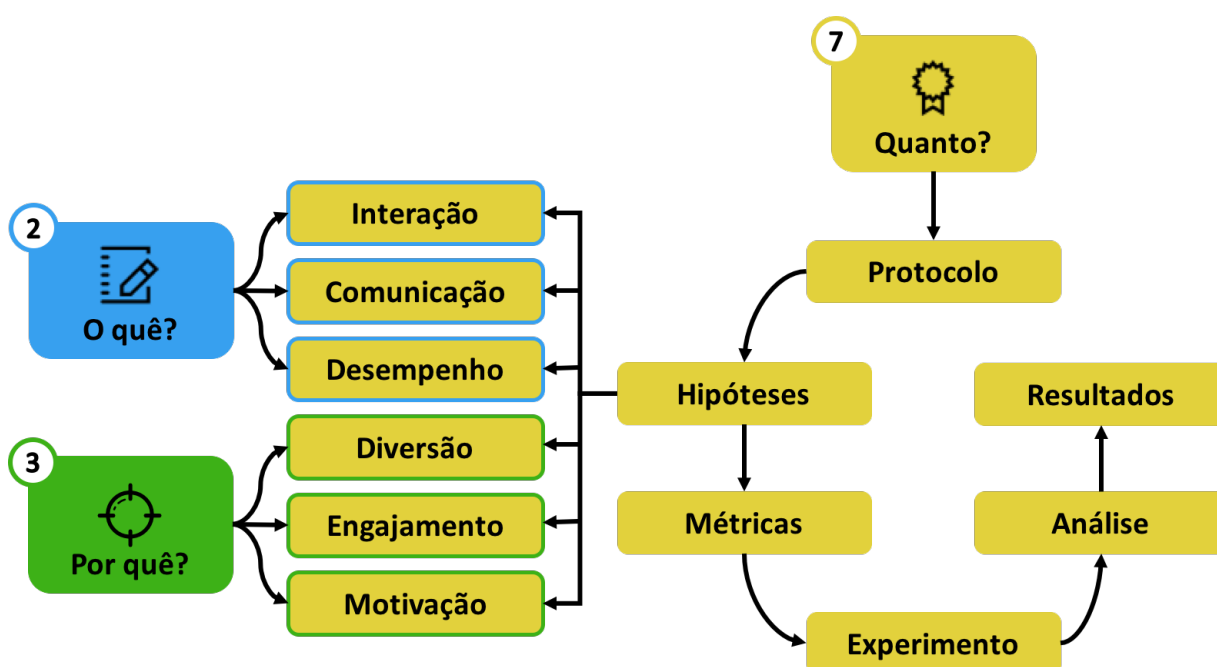 7
Quanto?
2
O quê?
Interação
Comunicação
Desempenho
3
Por quê?
Diversão
Engajamento
Motivação
Protocolo
Hipóteses
Métricas
Experimento
Análise
Resultados